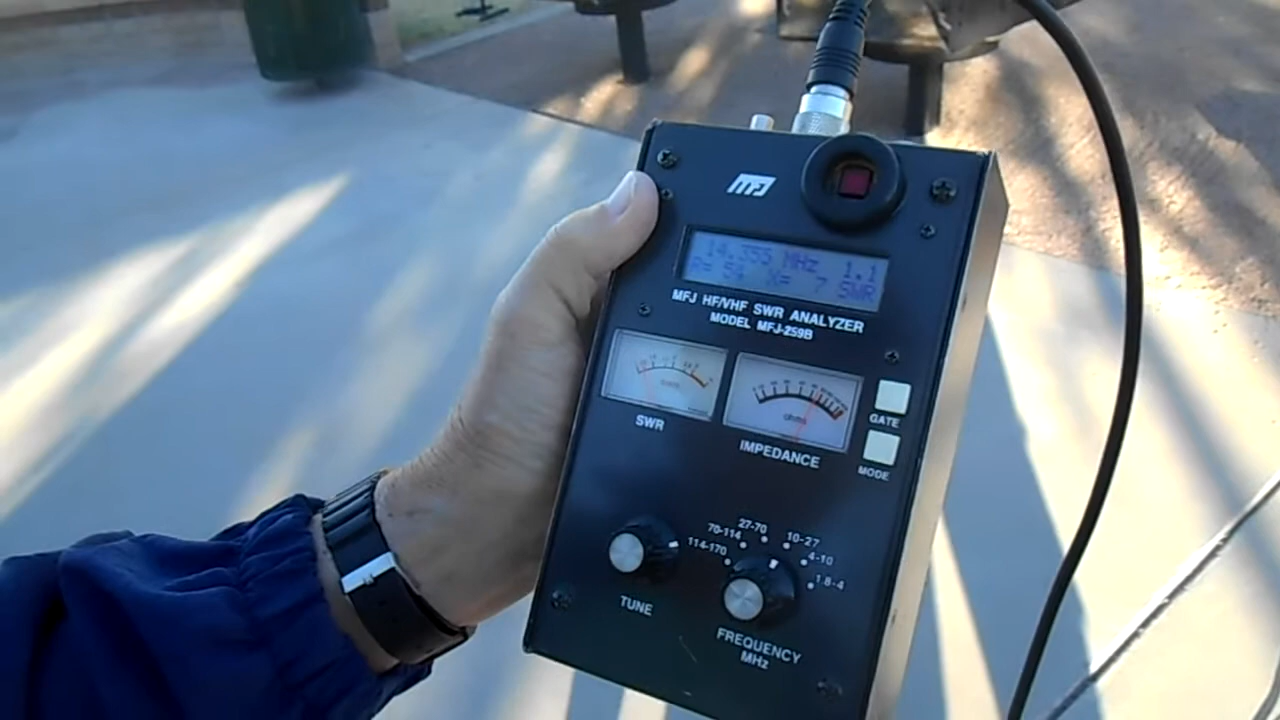 MFJ
14.355 MHz 1.1
R= 54 X= 7 SWR
MFJ HF/VHF SWR ANALYZER
MODEL MFJ-259B
SWR
IMPEDANCE
GATE
MODE
27-70
70-114
10-27
114-170
4-10
1.8-4
TUNE
FREQUENCY
MHz